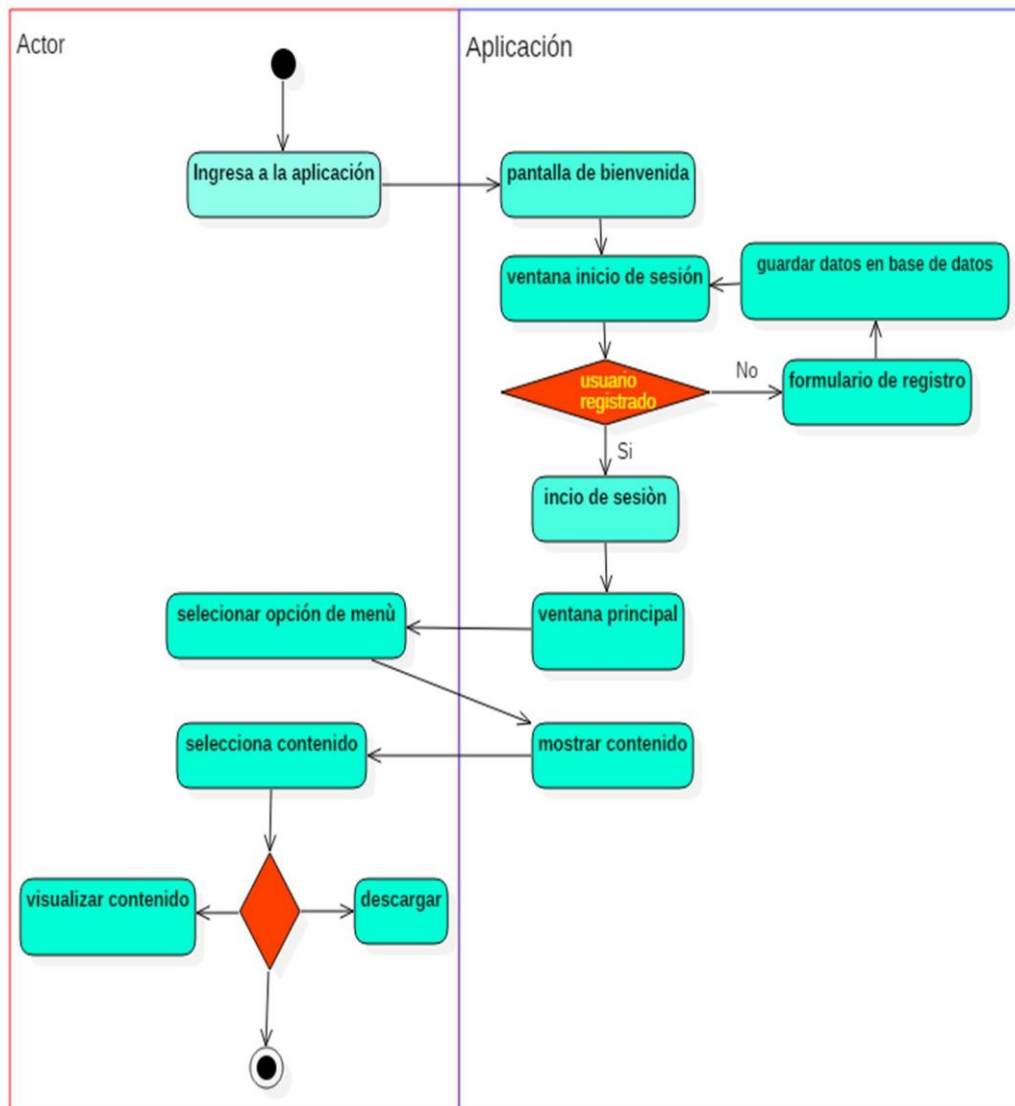 Actor
Aplicación
Ingresa a la aplicación
pantalla de bienvenida
ventana inicio de sesión
guardar datos en base de datos
usuario
registrado
No
formulario de registro
Si
incio de sesiòn
selecionar opción de menù
ventana principal
selecciona contenido
mostrar contenido
visualizar contenido
descargar